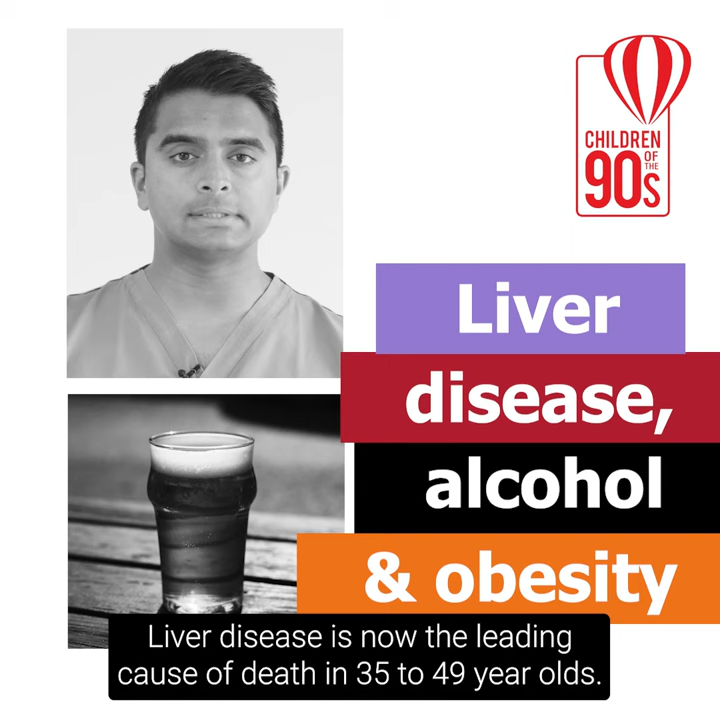 CHILDREN
OF THE
90s
Liver
disease,
alcohol
& obesity
Liver disease is now the leading
cause of death in 35 to 49 year olds.